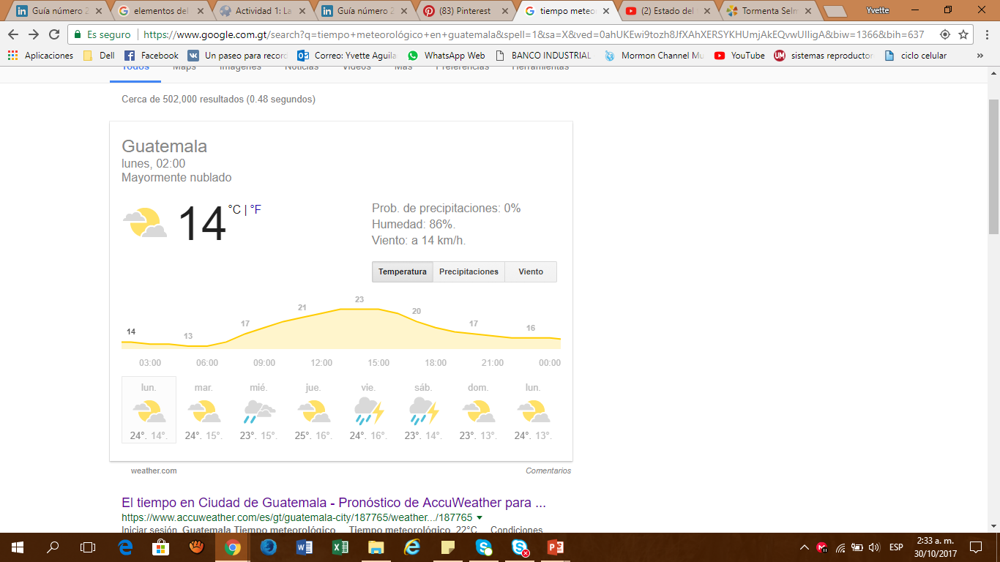 Guía número 2
elementos del
Actividad 1: La
Guía número 2
(83) Pinterest
tiempo meteor
(2) Estado del
Tormenta Selm
Yvette
Es seguro
https://www.google.com.gt/search?q=tiempo+meteorológico+en+guatemala&spell=1&sa=X&ved=0ahUKEwi9tozh8JfXAhXERSYKHUmjAkEQvwUIIigA&biw=1366&bih=637
Aplicaciones
Dell
Facebook
Un paseo para recor
Correo: Yvette Aguila
WhatsApp Web
BANCO INDUSTRIAL
Mormon Channel Mu
YouTube
sistemas reproductor
ciclo celular
»
Todos Maps Imágenes Noticias Vídeos Más Preferencias Herramientas
Cerca de 502,000 resultados (0.48 segundos)
Guatemala
lunes, 02:00
Mayormente nublado
14 °C | °F
Prob. de precipitaciones: 0%
Humedad: 86%.
Viento: a 14 km/h.
Temperatura Precipitaciones Viento
14 13 17 21 23 20 17 16
03:00 06:00 09:00 12:00 15:00 18:00 21:00 00:00
lun. mar. mié. jue. vie. sáb. dom. lun.
24°. 14°. 24°. 15°. 23°. 15°. 25°. 16°. 24°. 16°. 23°. 14°. 23°. 13°. 24°. 13°.
weather.com
Comentarios
El tiempo en Ciudad de Guatemala - Pronóstico de AccuWeather para ...
https://www.accuweather.com/es/gt/guatemala-city/187765/weather.../187765
Iniciar sesión. Guatemala Tiempo meteorológico Tiempo meteorológico. 22°C. Condiciones
ESP
2:33 a. m.
30/10/2017